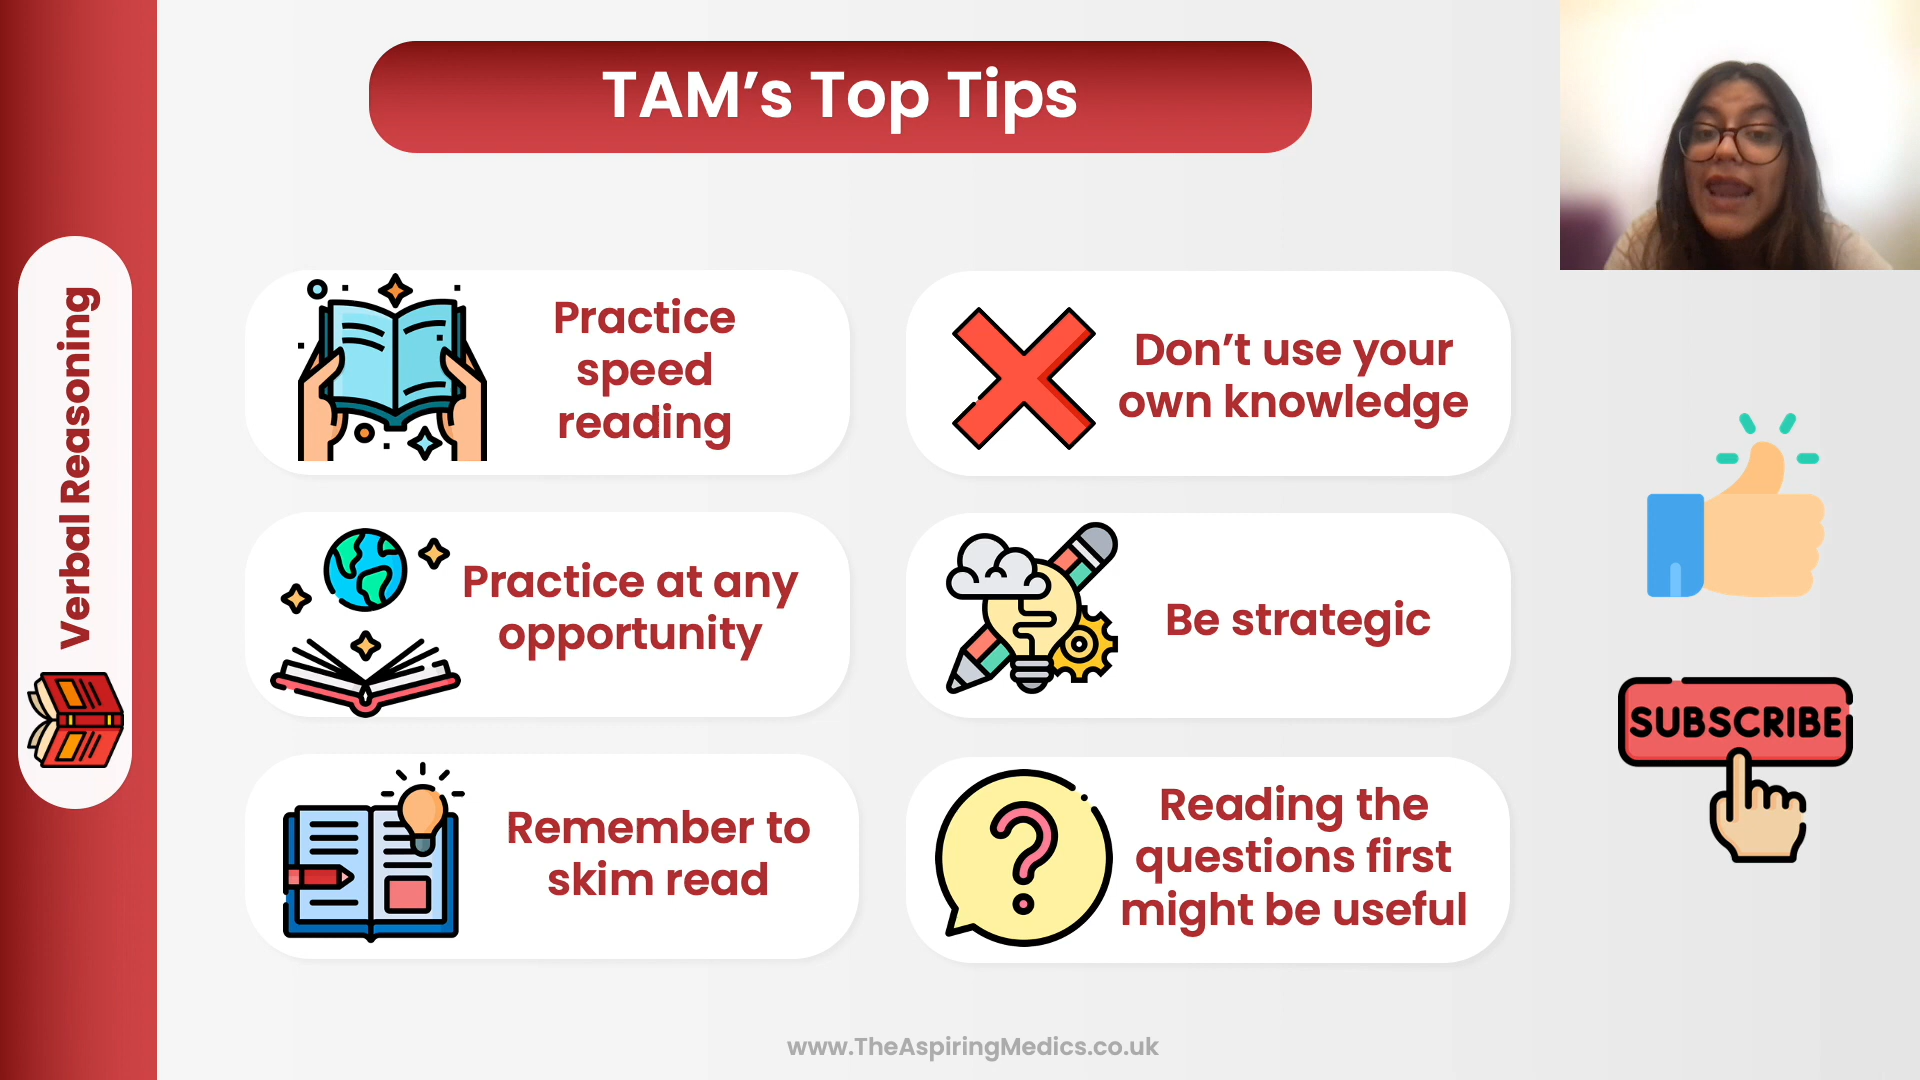 TAM’s Top Tips
Verbal Reasoning
Practice
speed
reading
Don’t use your
own knowledge
Practice at any
opportunity
Be strategic
Remember to
skim read
Reading the
questions first
might be useful
SUBSCRIBE
www.TheAspiringMedics.co.uk